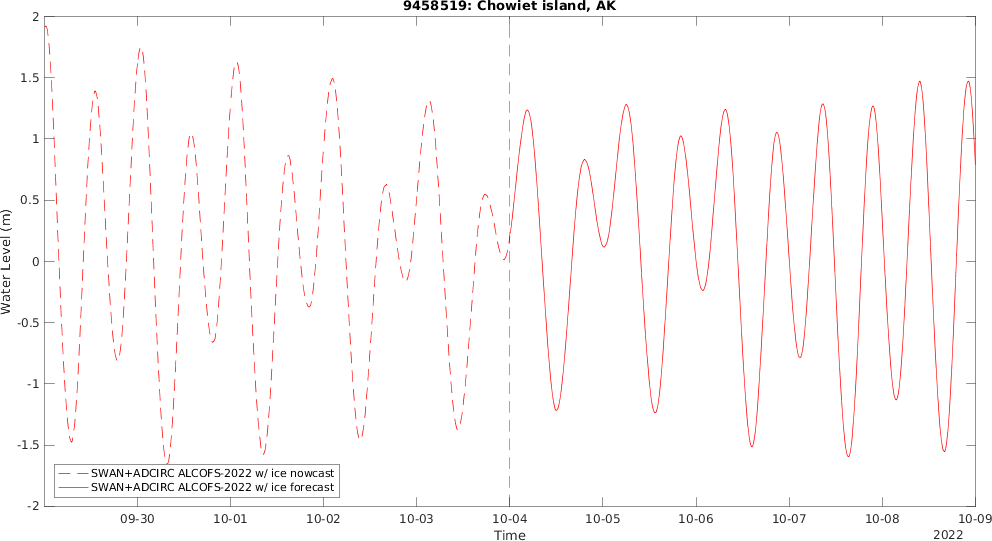 9458519: Chowiet island, AK
Water Level (m)
2
1.5
1
0.5
0
-0.5
-1
-1.5
-2
SWAN+ADCIRC ALCOFS-2022 w/ ice nowcast
SWAN+ADCIRC ALCOFS-2022 w/ ice forecast
09-30 10-01 10-02 10-03 10-04 10-05 10-06 10-07 10-08 10-09
Time
2022